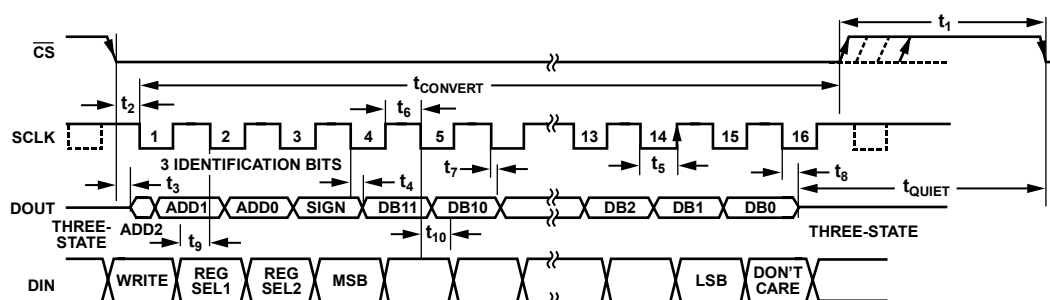 t1
CS
tCONVERT
t2
t6
SCLK
1 2 3 4 5 13 14 15 16
3 IDENTIFICATION BITS
t7
t5
t8
t3
t4
tQUIET
DOUT
ADD1 ADD0 SIGN DB11 DB10 DB2 DB1 DB0
THREE-
STATE
ADD2
THREE-STATE
t9
t10
DIN
WRITE
REG
SEL1
REG
SEL2
MSB
LSB
DON'T
CARE